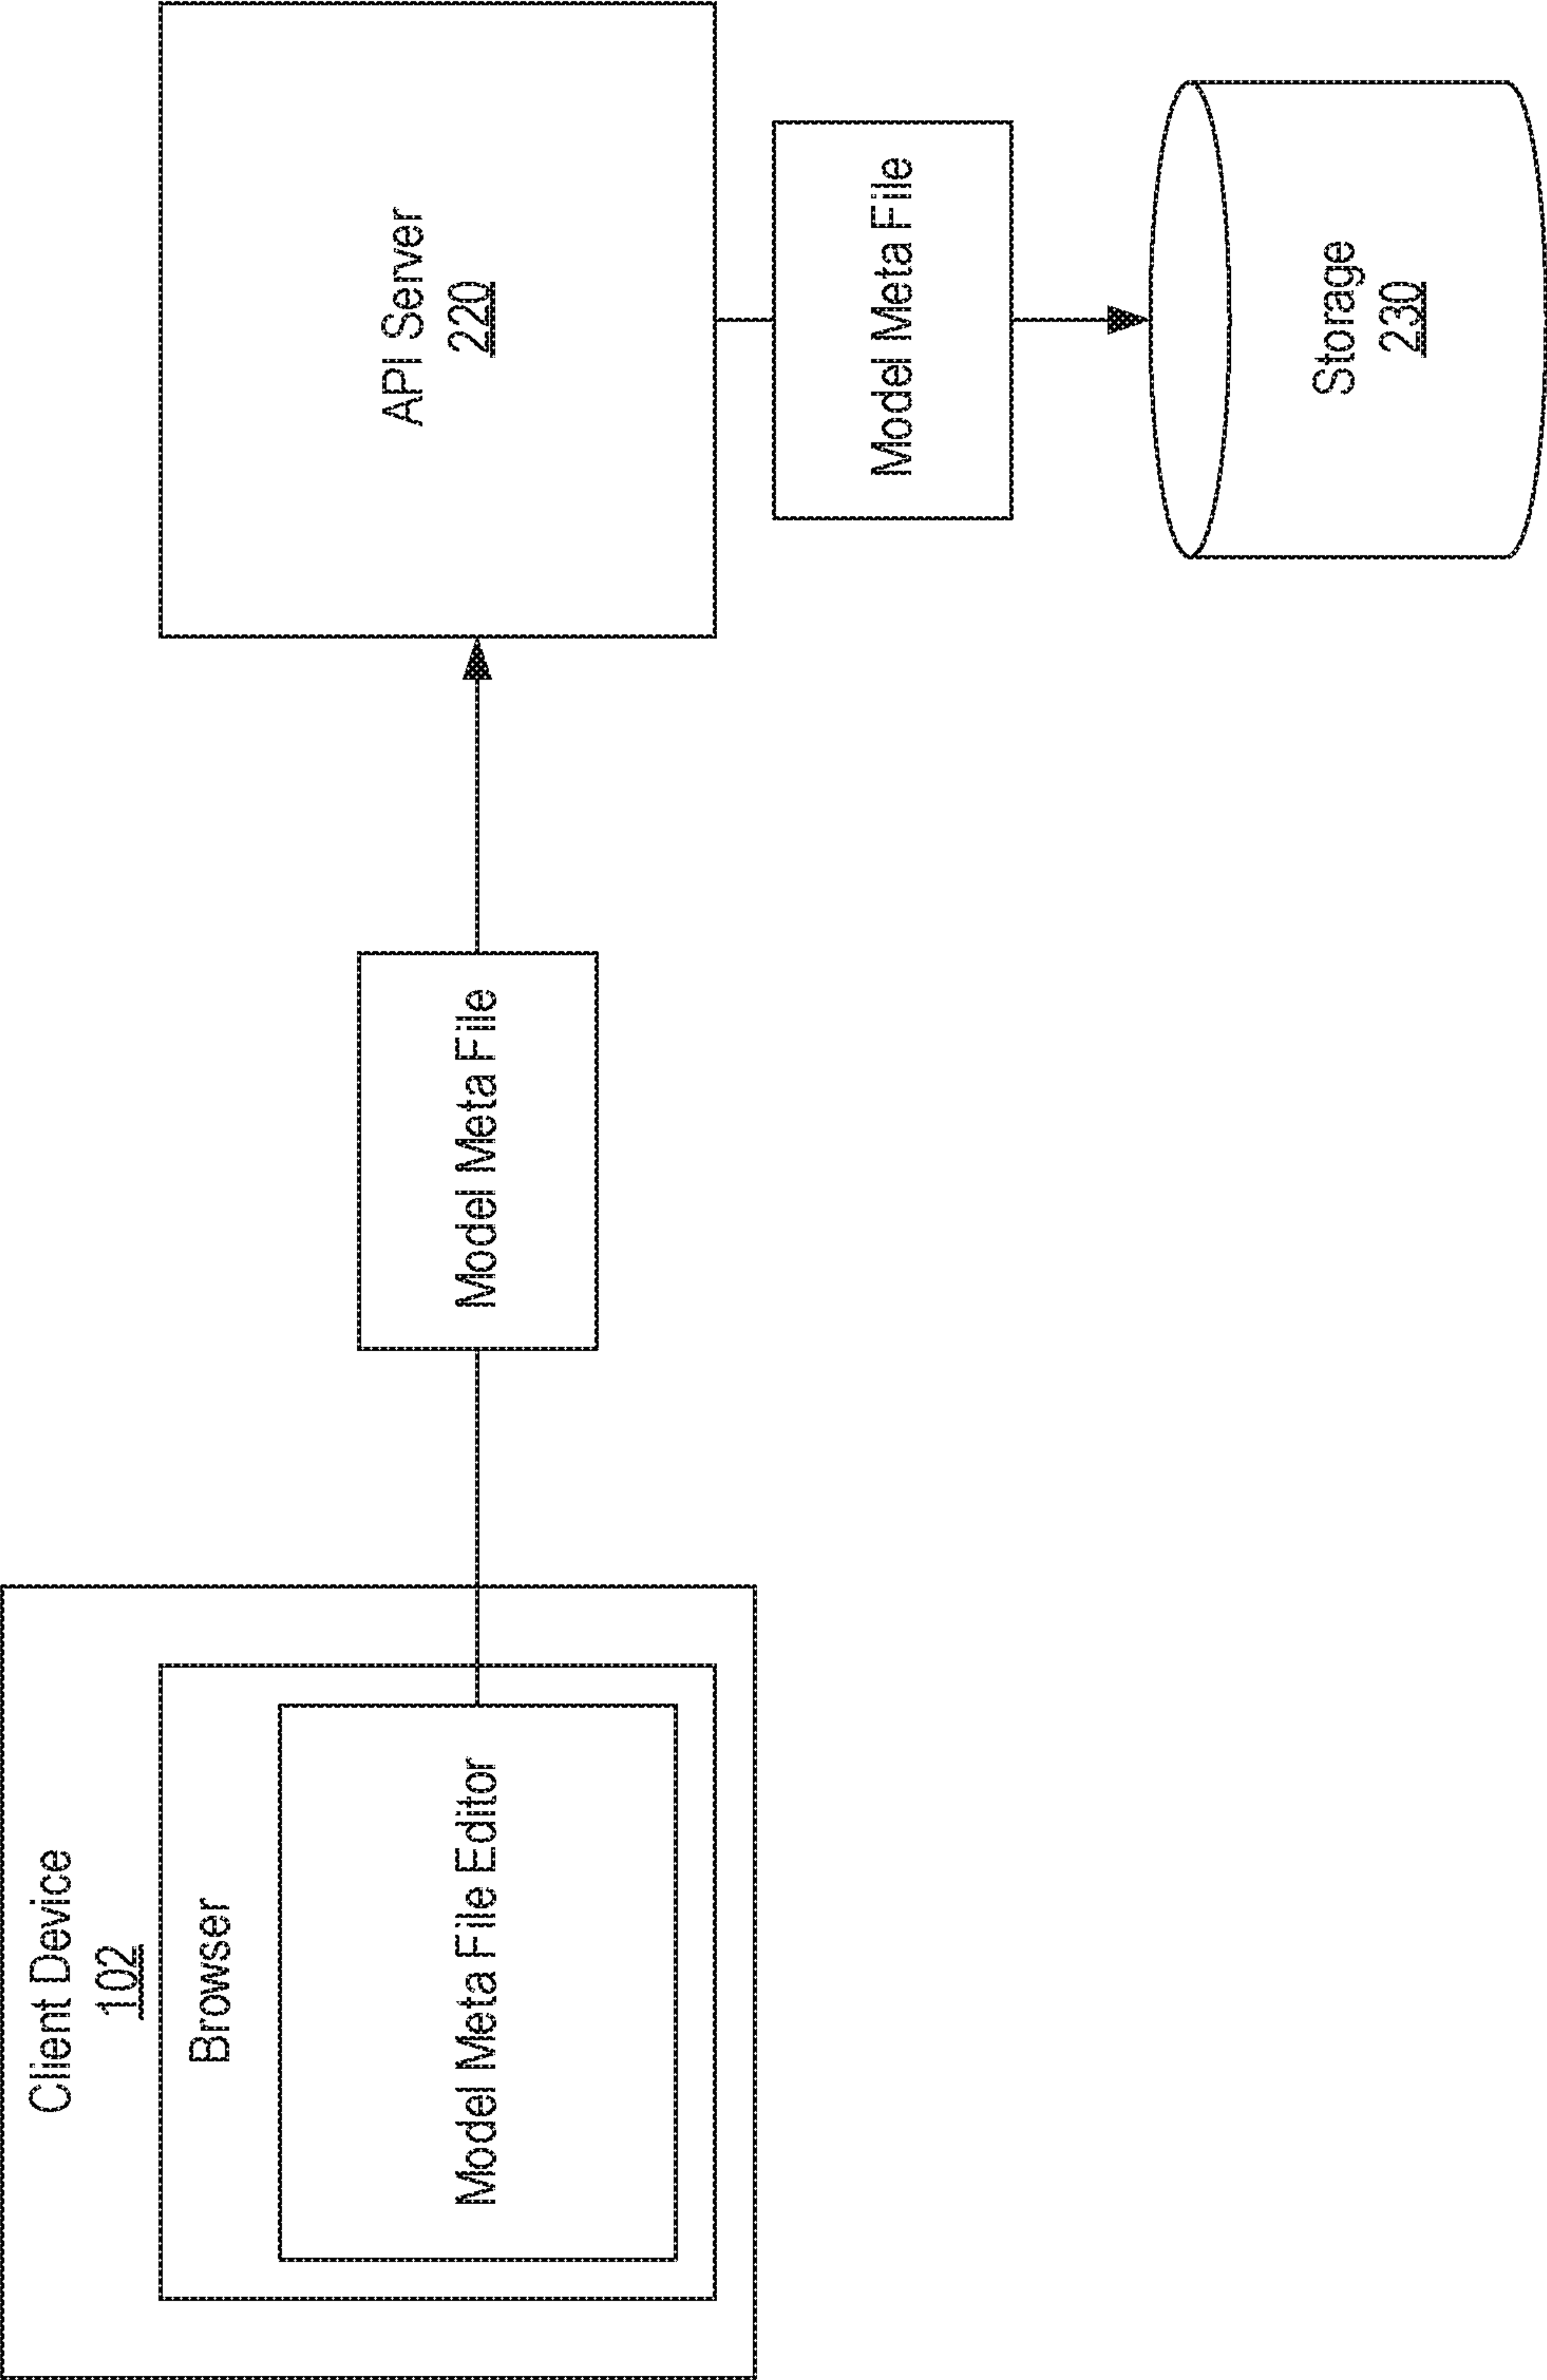 Client Device
102
Browser
Model Meta File Editor
Model Meta File
API Server
220
Model Meta File
Storage
230